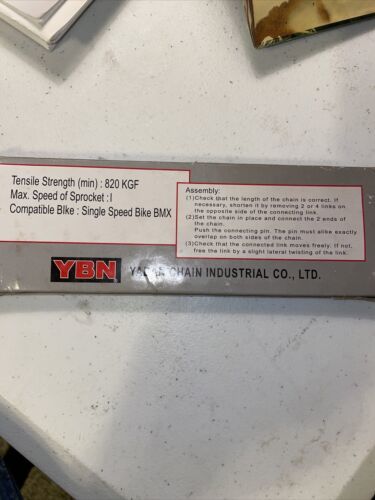 Tensile Strength (min) : 820 KGF
Max. Speed of Sprocket : I
Compatible BIke : Single Speed Bike BMX
Assembly:
(1)Check that the length of the chain is correct. If
necessary, shorten it by removing 2 or 4 links on
the opposite side of the connecting link.
(2)Set the chain in place and connect the 2 ends of
the chain.
Push the connecting pin. The pin must alike exactly
overlap on both sides of the chain.
(3)Check that the connected link moves freely. If not,
free the link by a slight lateral twisting of the link.
YBN
CHAIN INDUSTRIAL CO., LTD.